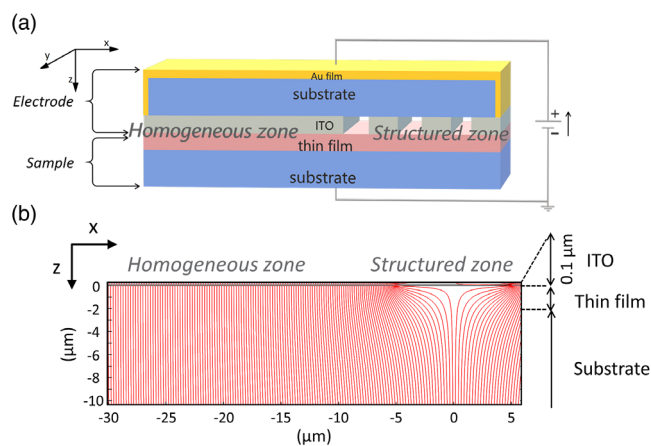 (a)
x
y
z
Electrode
Sample
Au film
substrate
ITO
Homogeneous zone
Structured zone
thin film
substrate
+
−
(b)
X
Z
Homogeneous zone
Structured zone
0.1 μm
ITO
Thin film
Substrate
(μm)
0
-2
-4
-6
-8
-10
-30 -25 -20 -15 -10 -5 0 5
(μm)